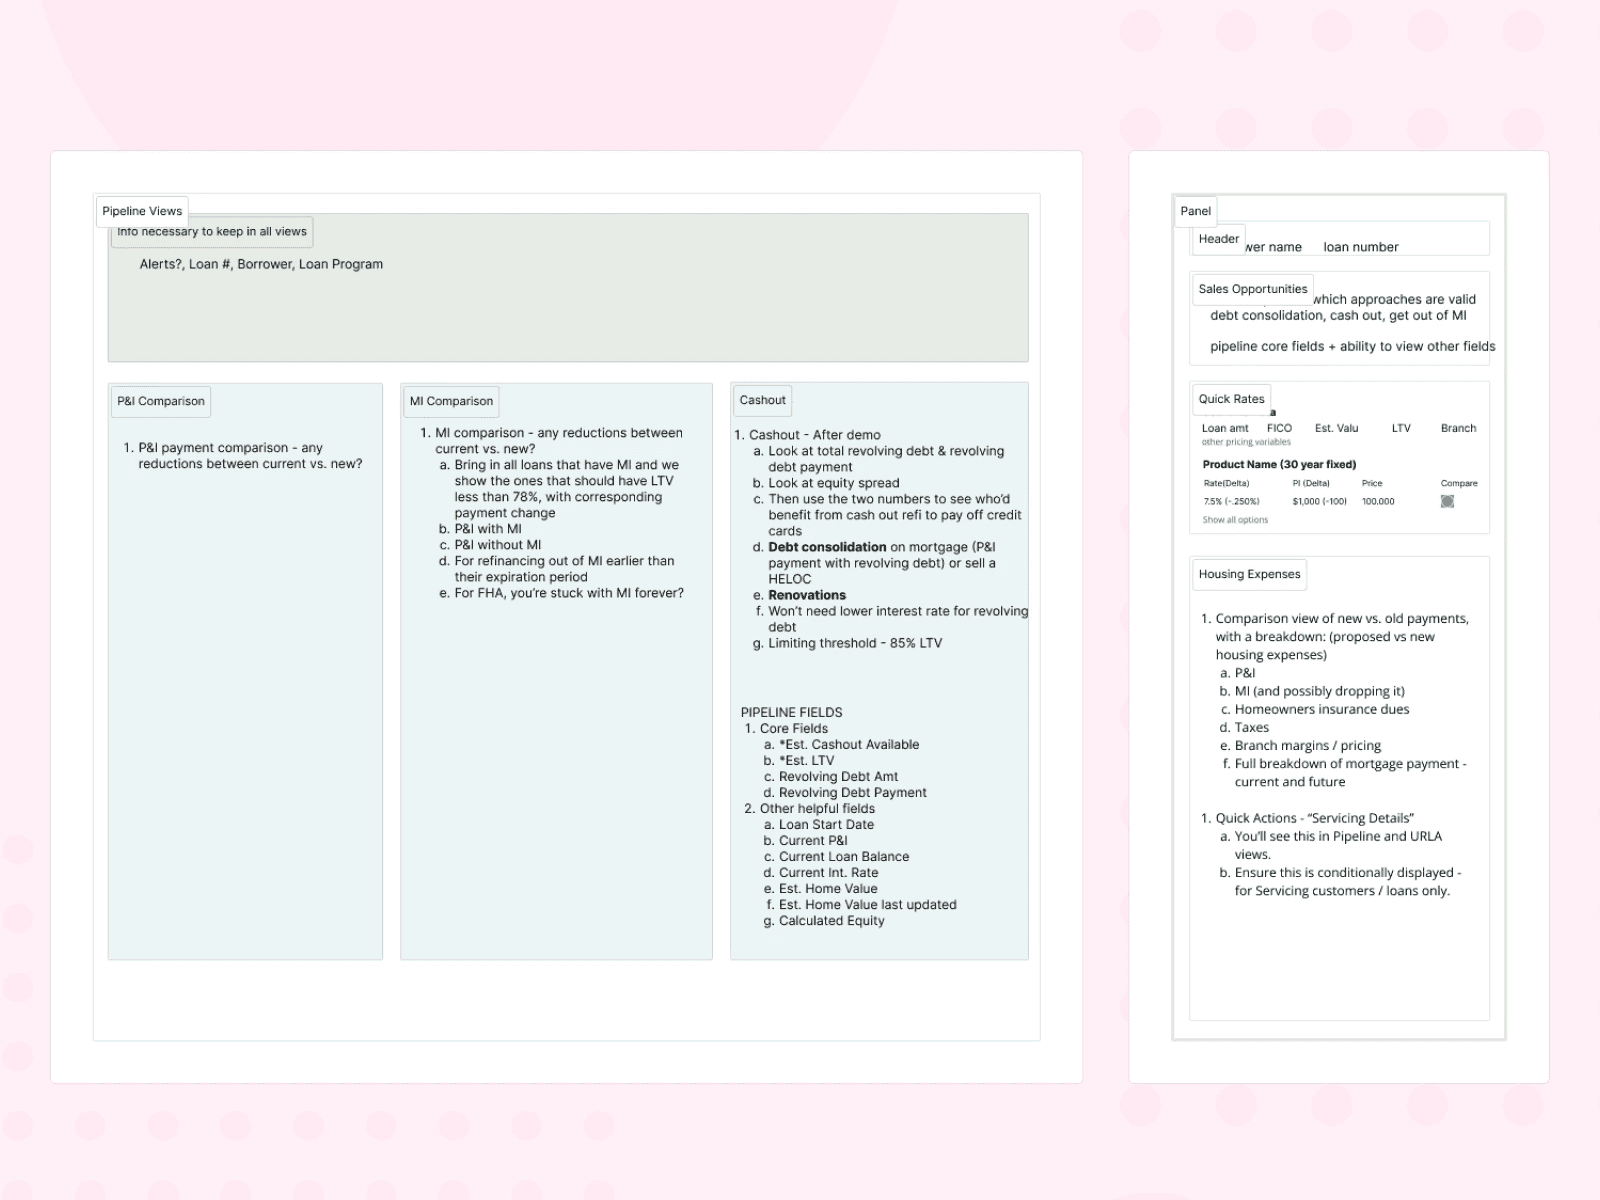 Pipeline Views
Info necessary to keep in all views
Alerts?, Loan #, Borrower, Loan Program
P&I Comparison
1. P&I payment comparison - any
reductions between current vs. new?
MI Comparison
1. MI comparison - any reductions between
current vs. new?
a. Bring in all loans that have MI and we
show the ones that should have LTV
less than 78%, with corresponding
payment change
b. P&I with MI
c. P&I without MI
d. For refinancing out of MI earlier than
their expiration period
e. For FHA, you're stuck with MI forever?
Cashout
1. Cashout - After demo
a. Look at total revolving debt & revolving
debt payment
b. Look at equity spread
c. Then use the two numbers to see who'd
benefit from cash out refi to pay off credit
cards
d. Debt consolidation on mortgage (P&I
payment with revolving debt) or sell a
HELOC
e. Renovations
f. Won't need lower interest rate for revolving
debt
g. Limiting threshold - 85% LTV
PIPELINE FIELDS
1. Core Fields
a. *Est. Cashout Available
b. *Est. LTV
c. Revolving Debt Amt
d. Revolving Debt Payment
2. Other helpful fields
a. Loan Start Date
b. Current P&I
c. Current Loan Balance
d. Current Int. Rate
e. Est. Home Value
f. Est. Home Value last updated
g. Calculated Equity
Panel
Header
name loan number
Sales Opportunities
which approaches are valid
debt consolidation, cash out, get out of MI
pipeline core fields + ability to view other fields
Quick Rates
Loan amt FICO Est. Valu LTV Branch
other pricing variables
Product Name (30 year fixed)
Rate(Delta) PI (Delta) Price Compare
7.5% (-.250%) $1,000 (-100) 100.000
Show all options
Housing Expenses
1. Comparison view of new vs. old payments,
with a breakdown: (proposed vs new
housing expenses)
a. P&I
b. MI (and possibly dropping it)
c. Homeowners insurance dues
d. Taxes
e. Branch margins / pricing
f. Full breakdown of mortgage payment -
current and future
1. Quick Actions - “Servicing Details”
a. You'll see this in Pipeline and URLA
views.
b. Ensure this is conditionally displayed -
for Servicing customers / loans only.